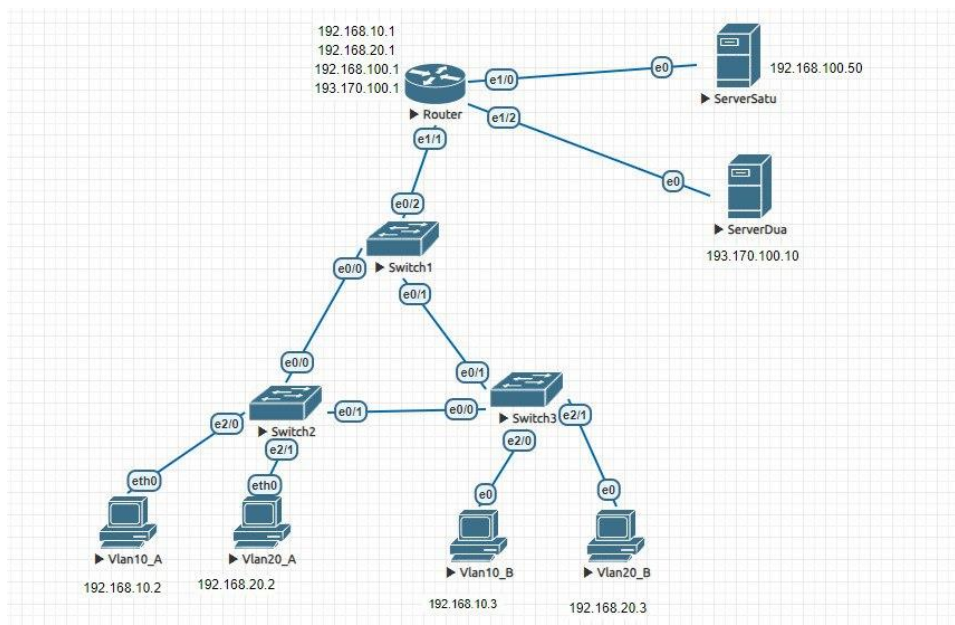 192.168.10.1
192.168.20.1
192.168.100.1
193.170.100.1
Router
e1/0
e0
192.168.100.50
ServerSatu
e1/2
e1/1
e0
ServerDua
193.170.100.10
e0/2
Switch1
e0/0
e0/1
e0/0
e0/1
Switch2
e0/1
e0/0
Switch3
e2/0
e2/1
e2/0
e2/1
eth0
eth0
e0
e0
Vlan10_A
Vlan20_A
Vlan10_B
Vlan20_B
192.168.10.2
192.168.20.2
192.168.10.3
192.168.20.3